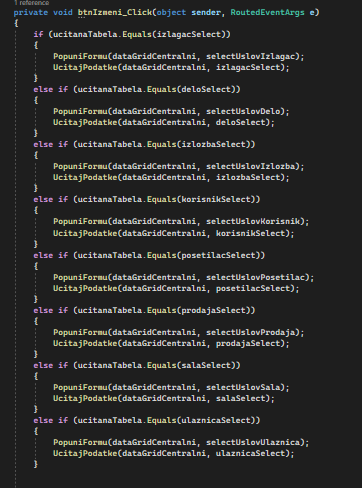 1 reference
private void btnIzmeni_Click(object sender, RoutedEventArgs e)
{
if (ucitanaTabela.Equals(izlagacSelect))
{
PopuniFormu(dataGridCentralni, selectUslovIzlagac);
UcitajPodatke(dataGridCentralni, izlagacSelect);
}
else if (ucitanaTabela.Equals(deloSelect))
{
PopuniFormu(dataGridCentralni, selectUslovDelo);
UcitajPodatke(dataGridCentralni, deloSelect);
}
else if (ucitanaTabela.Equals(izlozbaSelect))
{
PopuniFormu(dataGridCentralni, selectUslovIzlozba);
UcitajPodatke(dataGridCentralni, izlozbaSelect);
}
else if (ucitanaTabela.Equals(korisnikSelect))
{
PopuniFormu(dataGridCentralni, selectUslovKorisnik);
UcitajPodatke(dataGridCentralni, korisnikSelect);
}
else if (ucitanaTabela.Equals(posetilacSelect))
{
PopuniFormu(dataGridCentralni, selectUslovPosetilac);
UcitajPodatke(dataGridCentralni, posetilacSelect);
}
else if (ucitanaTabela.Equals(prodajaSelect))
{
PopuniFormu(dataGridCentralni, selectUslovProdaja);
UcitajPodatke(dataGridCentralni, prodajaSelect);
}
else if (ucitanaTabela.Equals(salaSelect))
{
PopuniFormu(dataGridCentralni, selectUslovSala);
UcitajPodatke(dataGridCentralni, salaSelect);
}
else if (ucitanaTabela.Equals(ulaznicaSelect))
{
PopuniFormu(dataGridCentralni, selectUslovUlaznica);
UcitajPodatke(dataGridCentralni, ulaznicaSelect);
}